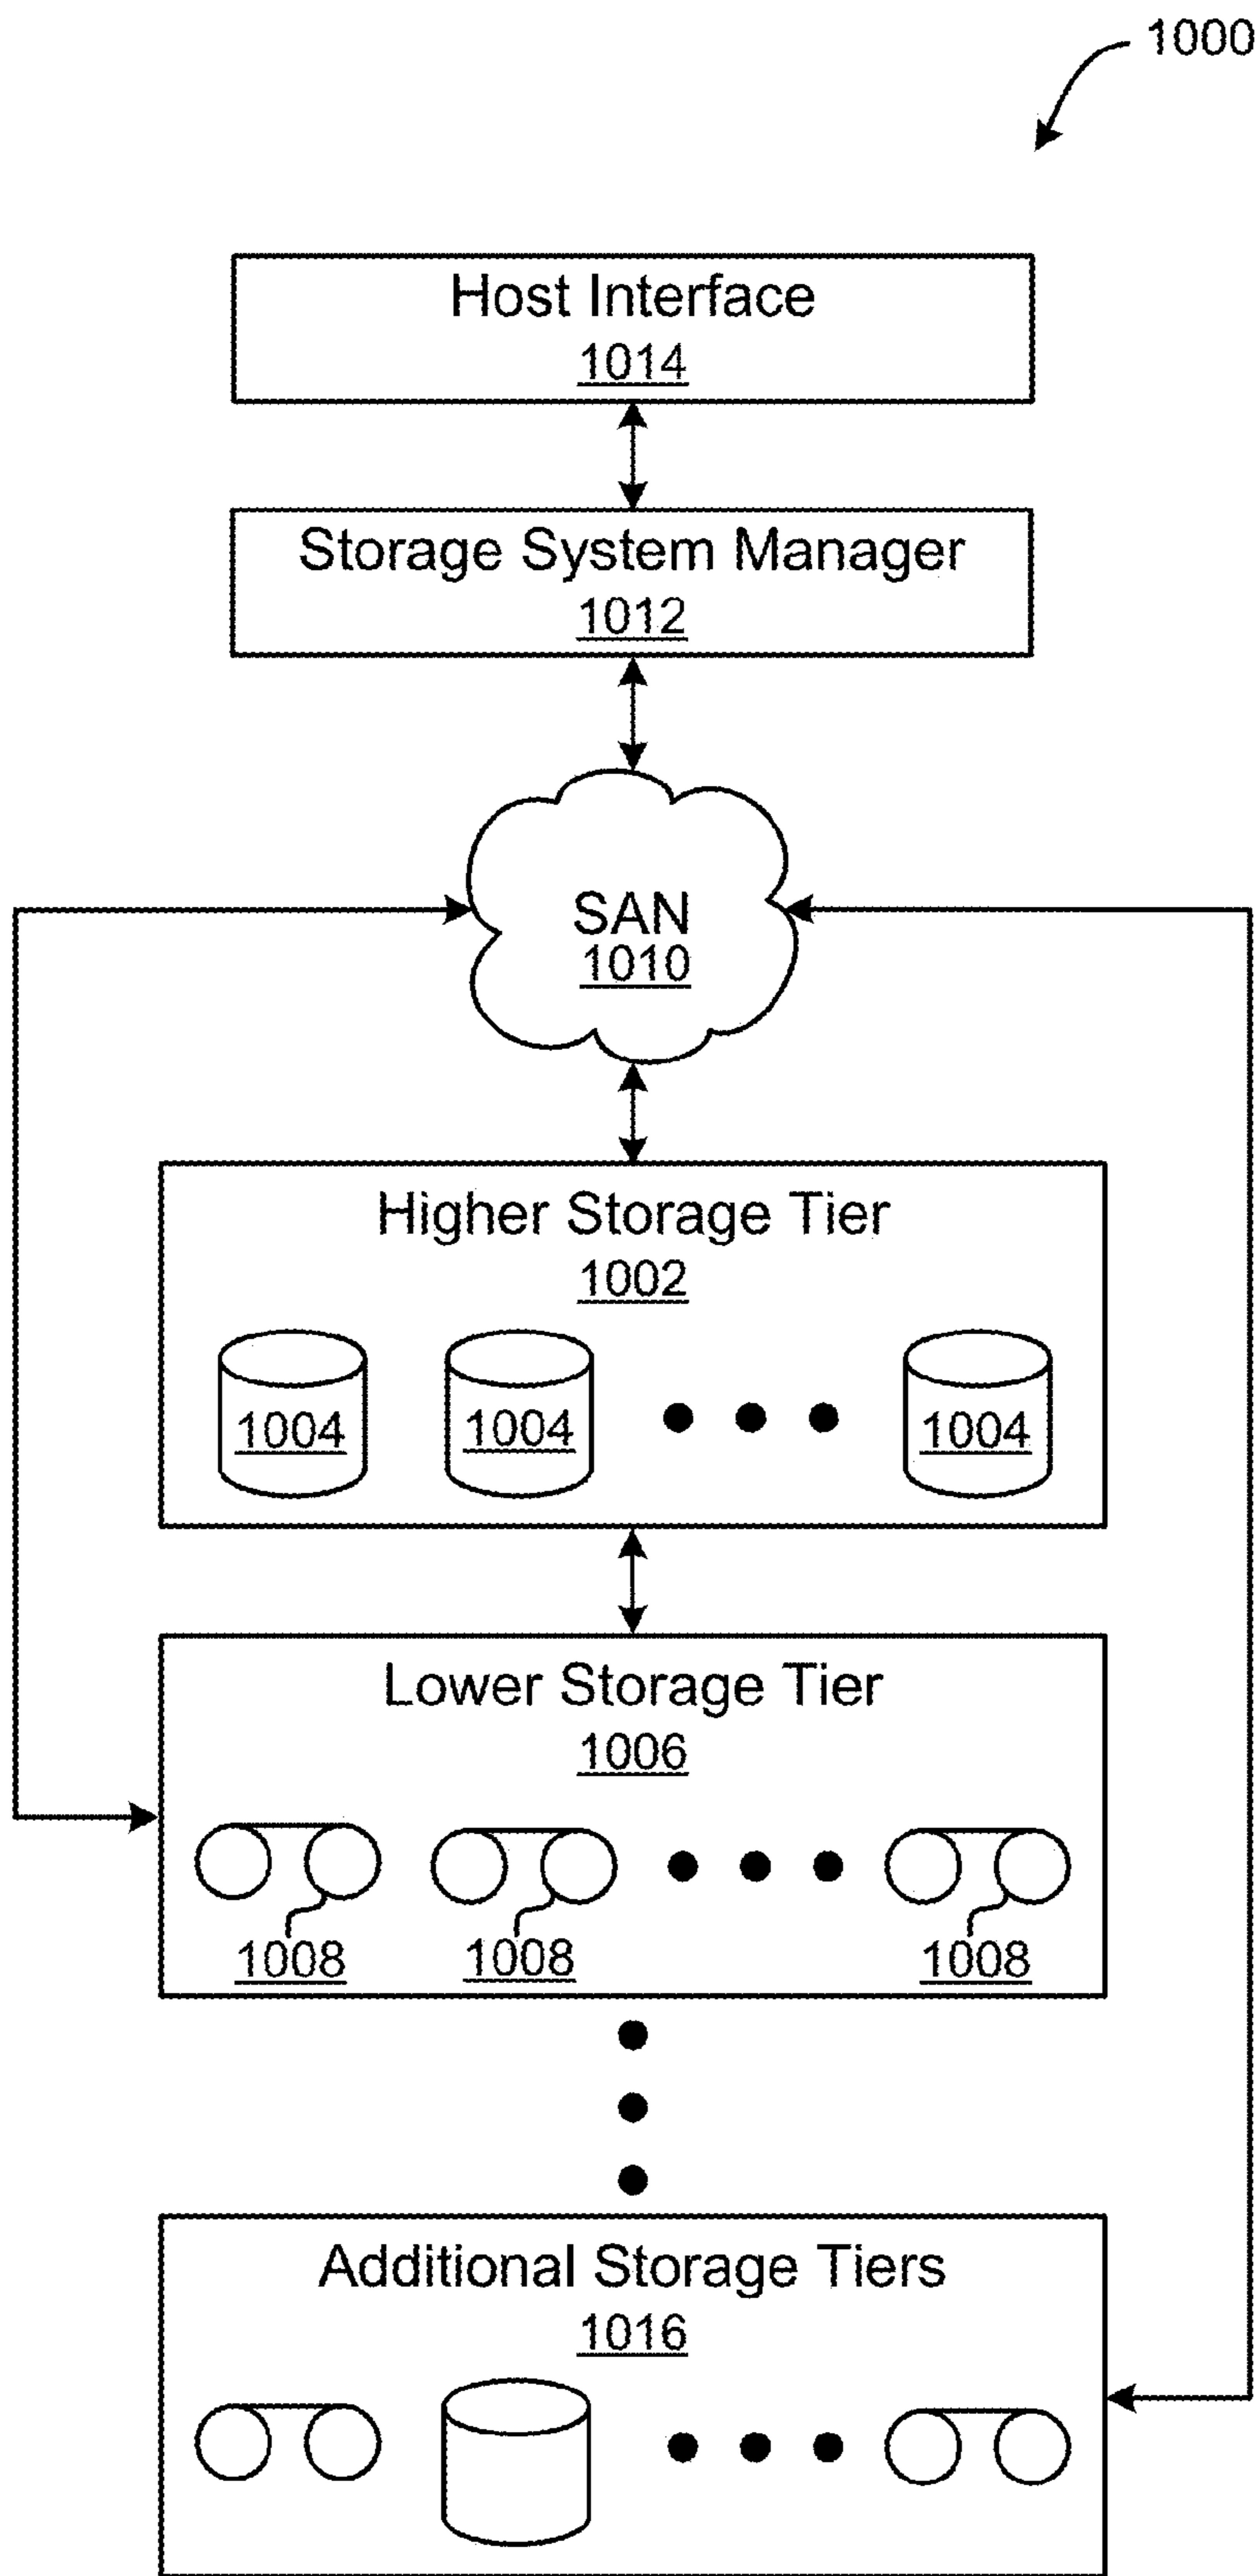 1000
Host Interface
1014
Storage System Manager
1012
SAN
1010
Higher Storage Tier
1002
1004 1004 1004
Lower Storage Tier
1006
1008 1008 1008
Additional Storage Tiers
1016